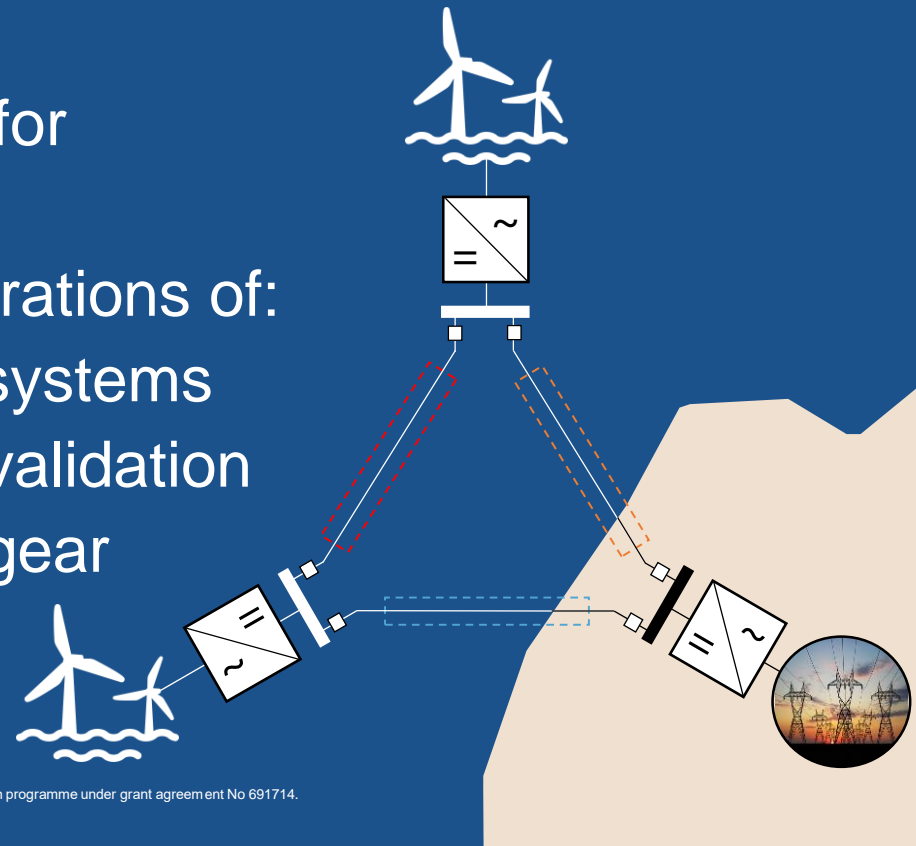 for
rations of:
systems
validation
gear
~
=
=
~
=
~
n programme under grant agreement No 691714.